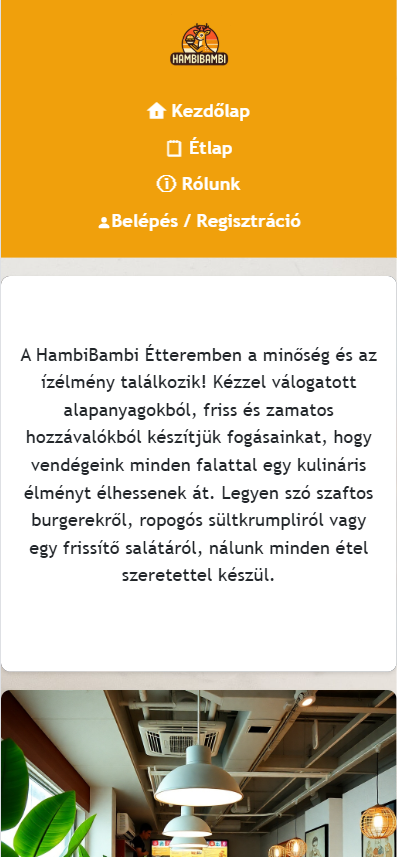 HAMBIBAMBI
Kezdőlap
Étlap
Rólunk
Belépés / Regisztráció
A HambiBambi Étteremben a minőség és az
ízélmény találkozik! Kézzel válogatott
alapanyagokból, friss és zamatos
hozzávalókból készítjük fogásainkat, hogy
vendégeink minden falattal egy kulináris
élményt élhessenek át. Legyen szó szaftos
burgerekről, ropogós sültkrumpliról vagy
egy frissítő salátáról, nálunk minden étel
szeretettel készül.